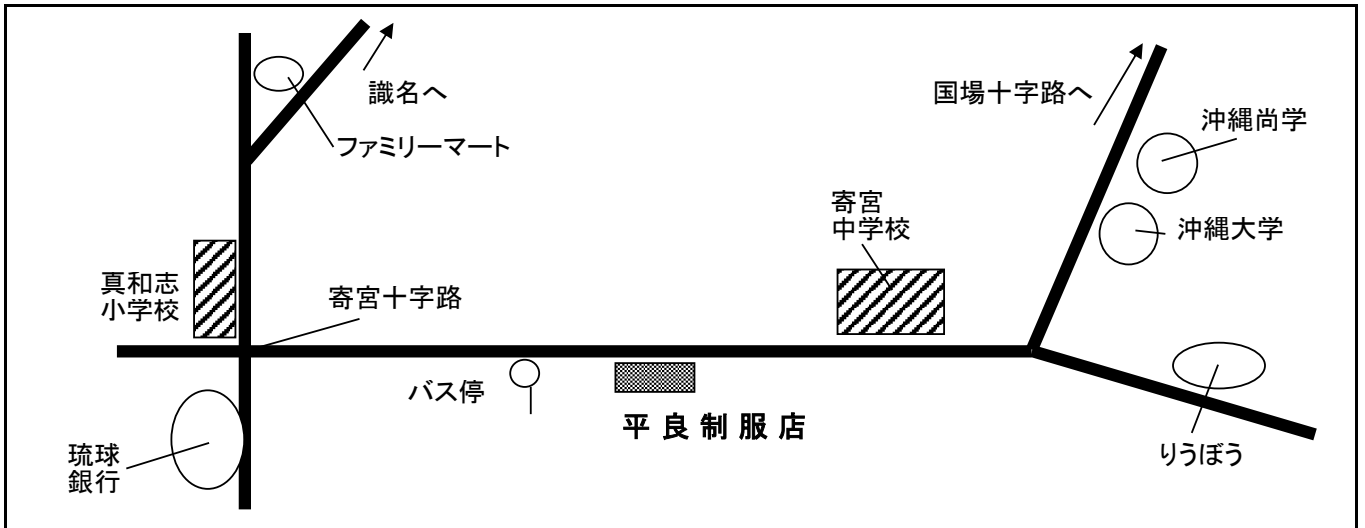 識名へ
ファミリーマート
国場十字路へ
沖縄尚学
沖縄大学
寄宮
中学校
真和志
小学校
寄宮十字路
バス停
平良制服店
琉球
銀行
りうぼう